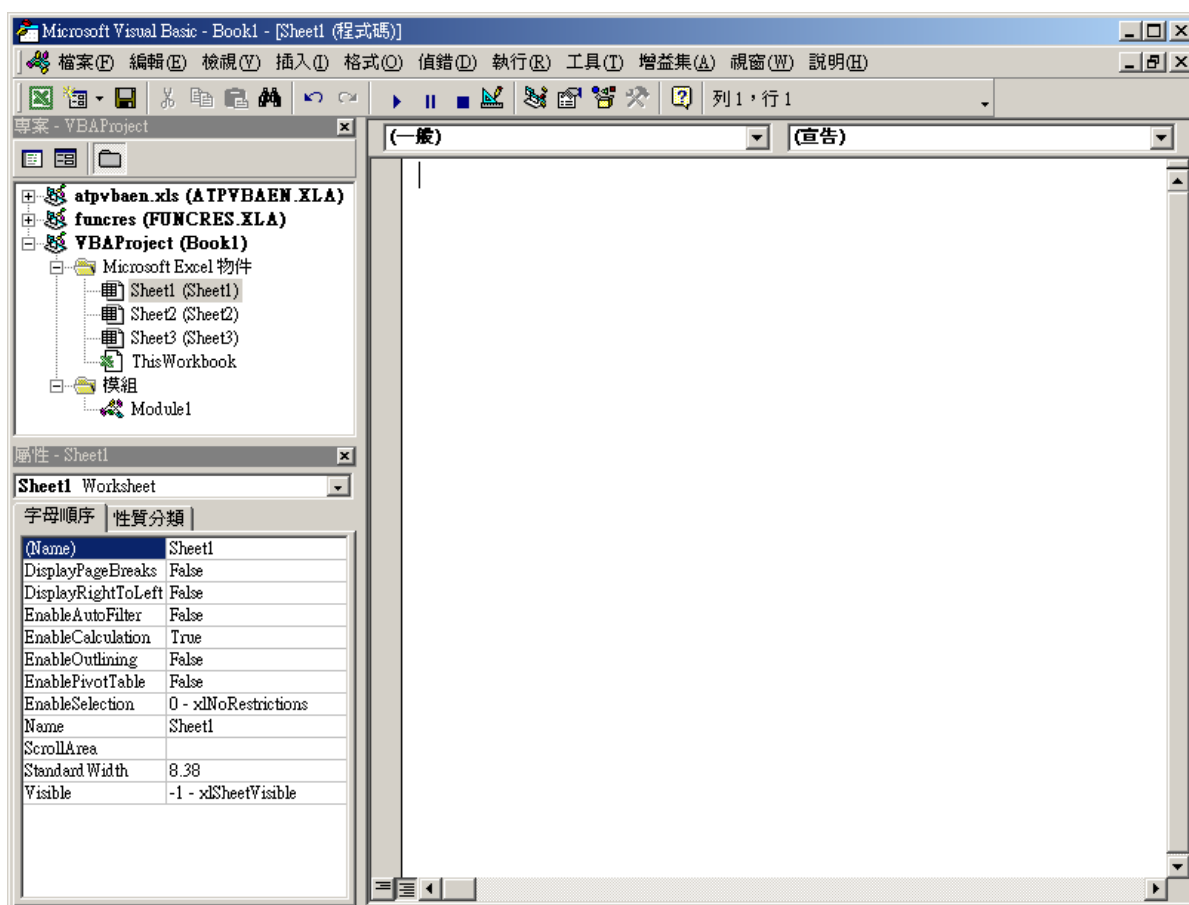 Microsoft Visual Basic - Book1 - [Sheet1 (程式碼)]
檔案(F) 編輯(E) 檢視(V) 插入(I) 格式(O) 偵錯(D) 執行(R) 工具(T) 增益集(A) 視窗(W) 說明(H)
列 1，行 1
專案 - VBAProject
atpvbaen.xls (ATPVBAEN.XLA)
funcres (FUNCRES.XLA)
VBAProject (Book1)
Microsoft Excel 物件
Sheet1 (Sheet1)
Sheet2 (Sheet2)
Sheet3 (Sheet3)
ThisWorkbook
模組
Module1
屬性 - Sheet1
Sheet1 Worksheet
字母順序 性質分類
(Name) Sheet1
DisplayPageBreaks False
DisplayRightToLeft False
EnableAutoFilter False
EnableCalculation True
EnableOutlining False
EnablePivotTable False
EnableSelection 0 - xlNoRestrictions
Name Sheet1
ScrollArea
StandardWidth 8.38
Visible -1 - xlSheetVisible
(一般) (宣告)